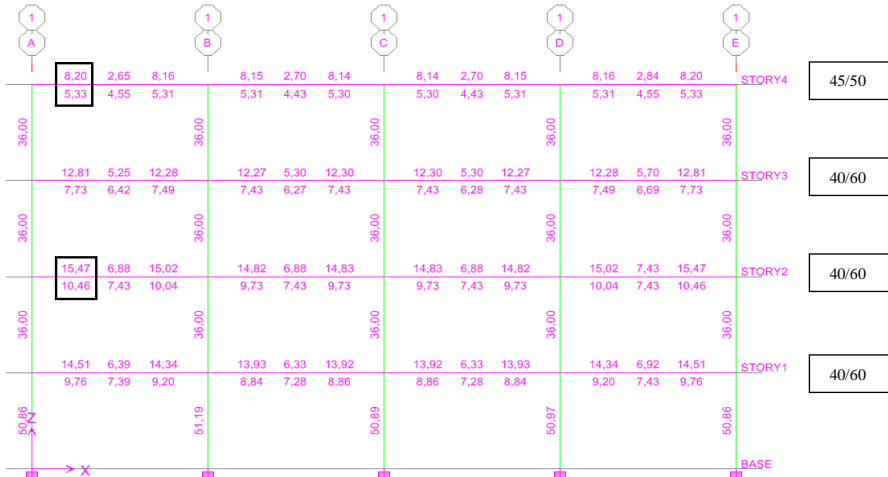 1 1 1 1 1
A B C D E
8,20 2,65 8,16 8,15 2,70 8,14 8,14 2,70 8,15 8,16 2,84 8,20
STORY4 45/50
5,33 4,55 5,31 5,31 4,43 5,30 5,30 4,43 5,31 5,31 4,55 5,33
36,00 36,00 36,00 36,00 36,00
12,81 5,25 12,28 12,27 5,30 12,30 12,30 5,30 12,27 12,28 5,70 12,81
STORY3 40/60
7,73 6,42 7,49 7,43 6,27 7,43 7,43 6,28 7,43 7,49 6,69 7,73
36,00 36,00 36,00 36,00 36,00
15,47 6,88 15,02 14,82 6,88 14,83 14,83 6,88 14,82 15,02 7,43 15,47
STORY2 40/60
10,46 7,43 10,04 9,73 7,43 9,73 9,73 7,43 9,73 10,04 7,43 10,46
36,00 36,00 36,00 36,00 36,00
14,51 6,39 14,34 13,93 6,33 13,92 13,92 6,33 13,93 14,34 6,92 14,51
STORY1 40/60
9,76 7,39 9,20 8,84 7,28 8,86 8,86 7,28 8,84 9,20 7,43 9,76
50,86 51,19 50,89 50,97 50,86
Z
X
BASE